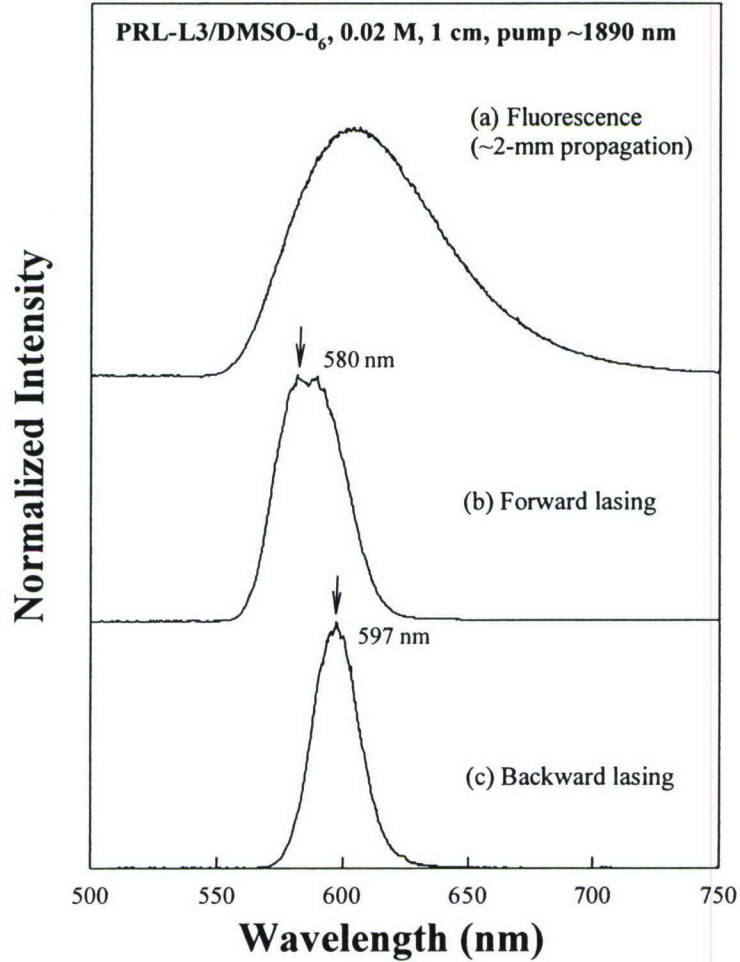 PRL-L3/DMSO-d6, 0.02 M, 1 cm, pump ~1890 nm
(a) Fluorescence
(~2-mm propagation)
580 nm
(b) Forward lasing
597 nm
(c) Backward lasing
Normalized Intensity
500 550 600 650 700 750
Wavelength (nm)